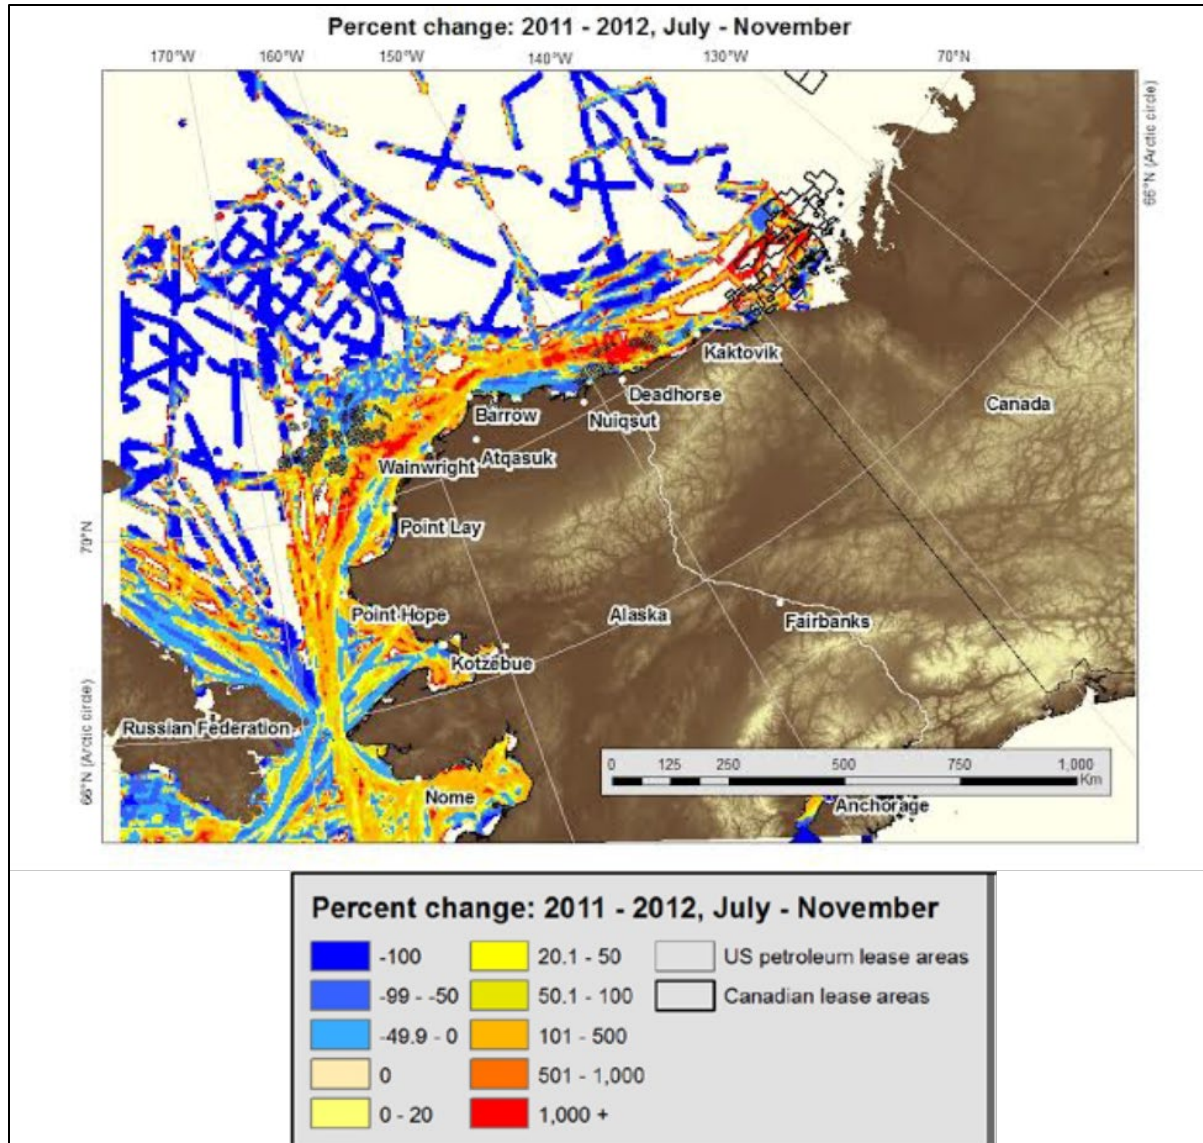 Percent change: 2011 - 2012, July - November
170°W 160°W 150°W 140°W 130°W 70°N
66°N (Arctic circle)
Kaktovik
Deadhorse
Canada
Barrow
Nuiqsut
Wainwright Atqasuk
Point Lay
70°N
Point Hope
Alaska
Fairbanks
Kotzebue
Russian Federation
66°N (Arctic circle)
0 125 250 500 750 1,000
Km
Nome
Anchorage
Percent change: 2011 - 2012, July - November
-100 20.1 - 50 US petroleum lease areas
-99 - -50 50.1 - 100 Canadian lease areas
-49.9 - 0 101 - 500
0 501 - 1,000
0 - 20 1,000 +